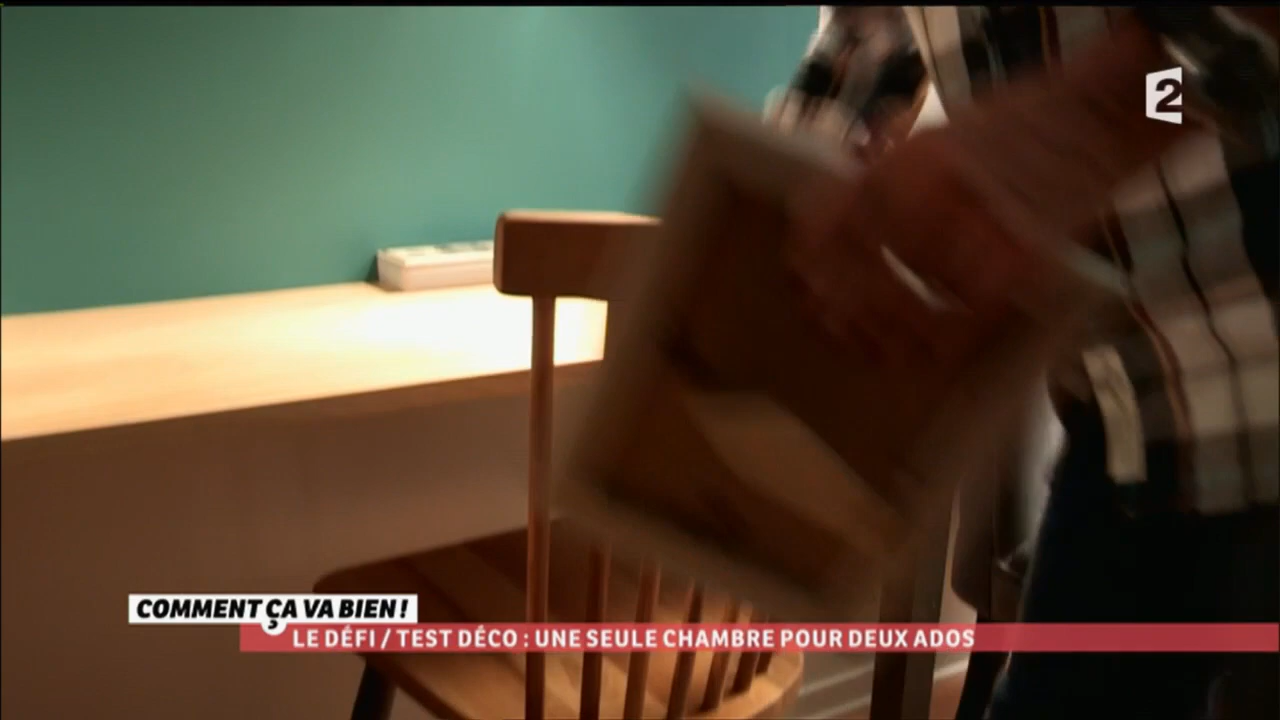 2
COMMENT ÇA VA BIEN !
LE DÉFI / TEST DÉCO : UNE SEULE CHAMBRE POUR DEUX ADOS